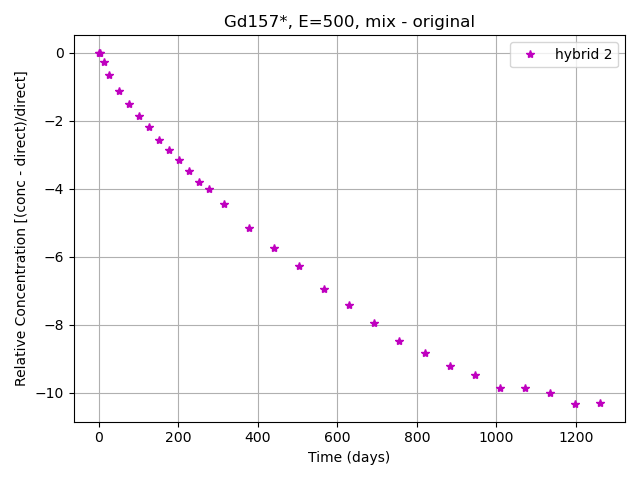 Gd157*, E=500, mix - original
hybrid 2
Relative Concentration [(conc - direct)/direct]
0
−2
−4
−6
−8
−10
0 200 400 600 800 1000 1200
Time (days)